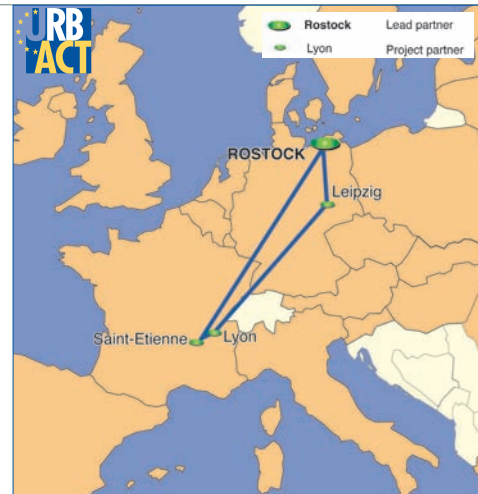 URB
ACT
Rostock Lead partner
Lyon Project partner
ROSTOCK
Leipzig
Saint-Etienne
Lyon